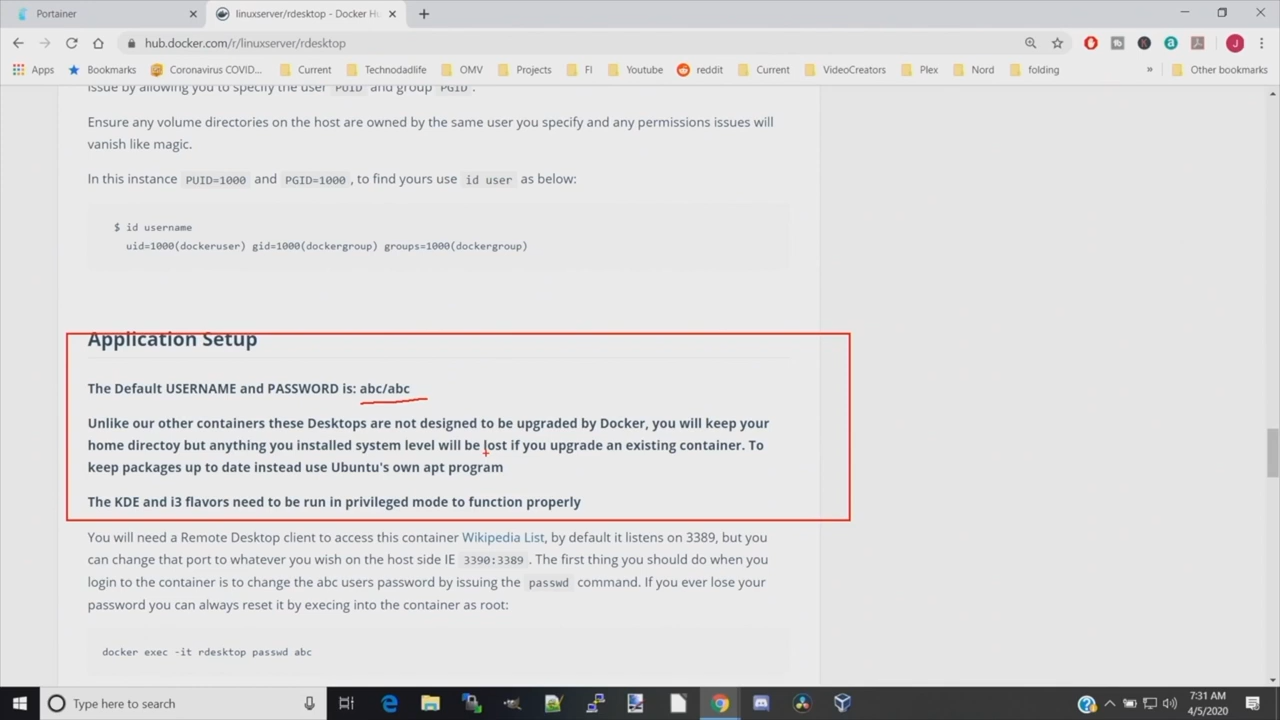 Portainer
linuxserver/rdesktop - Docker Hu
hub.docker.com/r/linuxserver/rdesktop
J
Apps
Bookmarks
Coronavirus COVID...
Current
Technodadlife
OMV
Projects
FI
Youtube
reddit
Current
VideoCreators
Plex
Nord
folding
»
Other bookmarks
issue by allowing you to specify the user PUID and group PGID .
Ensure any volume directories on the host are owned by the same user you specify and any permissions issues will
vanish like magic.
In this instance PUID=1000 and PGID=1000 , to find yours use id user as below:
$ id username
uid=1000(dockeruser) gid=1000(dockergroup) groups=1000(dockergroup)
Application Setup
The Default USERNAME and PASSWORD is: abc/abc
Unlike our other containers these Desktops are not designed to be upgraded by Docker, you will keep your
home directoy but anything you installed system level will be lost if you upgrade an existing container. To
keep packages up to date instead use Ubuntu's own apt program
The KDE and i3 flavors need to be run in privileged mode to function properly
You will need a Remote Desktop client to access this container Wikipedia List, by default it listens on 3389, but you
can change that port to whatever you wish on the host side IE 3390:3389 . The first thing you should do when you
login to the container is to change the abc users password by issuing the passwd command. If you ever lose your
password you can always reset it by execing into the container as root:
docker exec -it rdesktop passwd abc
Type here to search
7:31 AM
4/5/2020